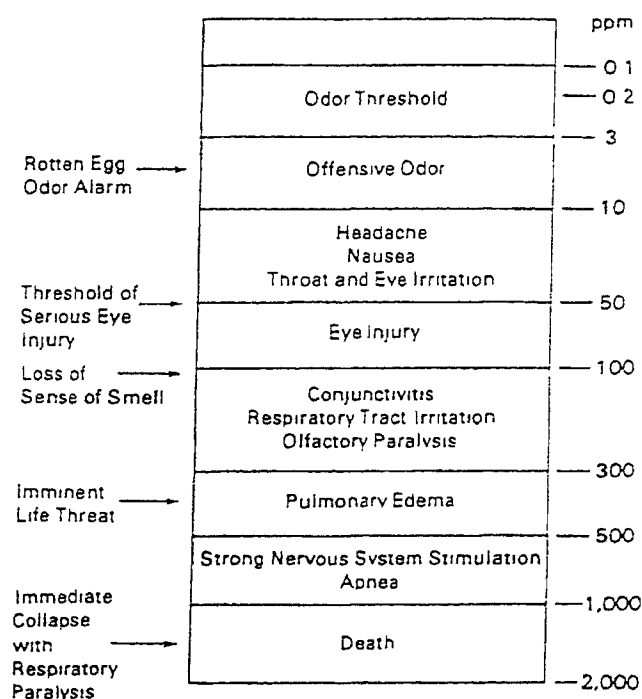 ppm
0 1
Odor Threshold
0 2
3
Rotten Egg
Odor Alarm
Offensive Odor
10
Headache
Nausea
Throat and Eye Irritation
Threshold of
Serious Eye
Injury
50
Eye Injury
Loss of
Sense of Smell
100
Conjunctivitis
Respiratory Tract Irritation
Olfactory Paralysis
300
Imminent
Life Threat
Pulmonary Edema
500
Strong Nervous System Stimulation
Apnea
1,000
Immediate
Collapse
with
Respiratory
Paralysis
Death
2,000